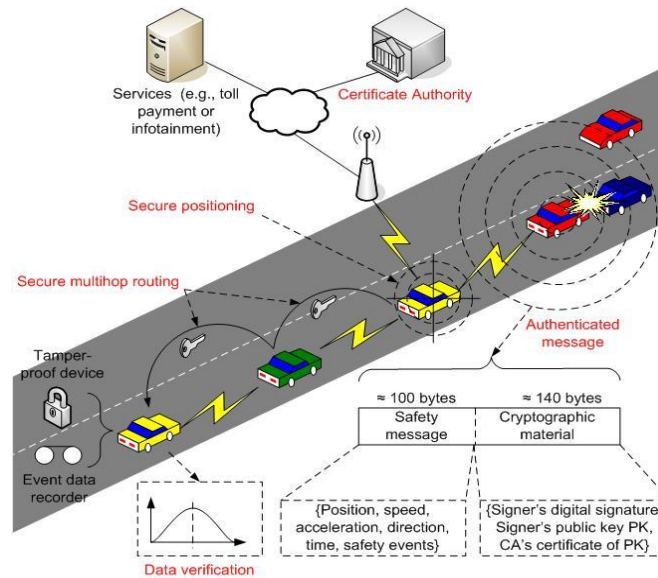 Services (e.g., toll
payment or
infotainment)
Certificate Authority
Secure positioning
Secure multihop routing
Authenticated
message
Tamper-
proof device
≈ 100 bytes
≈ 140 bytes
Safety
message
Cryptographic
material
Event data
recorder
{Position, speed,
acceleration, direction,
time, safety events}
{Signer's digital signature,
Signer's public key PK,
CA's certificate of PK}
Data verification